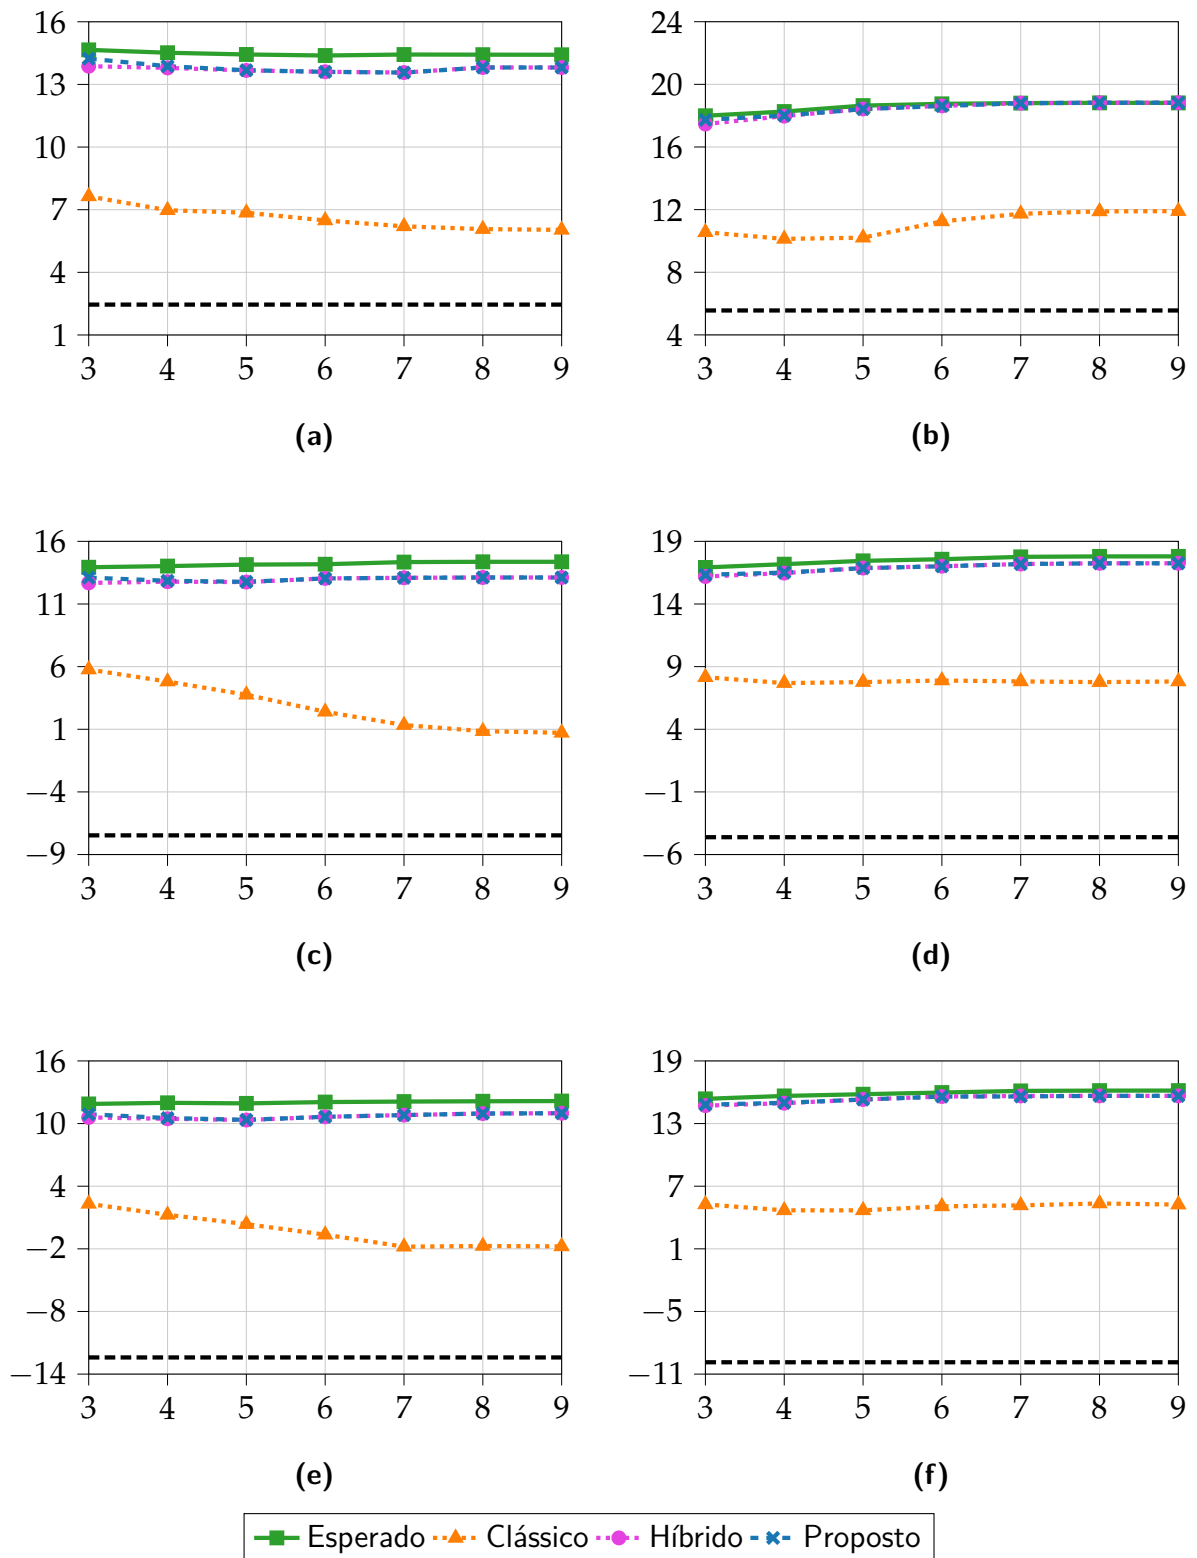 16 24
13 20
10 16
7 12
4 8
1 4
3 4 5 6 7 8 9 3 4 5 6 7 8 9
(a) (b)
16 19
11 14
6 9
1 4
−4 −1
−9 −6
3 4 5 6 7 8 9 3 4 5 6 7 8 9
(c) (d)
16 19
10 13
4 7
−2 1
−8 −5
−14 −11
3 4 5 6 7 8 9 3 4 5 6 7 8 9
(e) (f)
Esperado Clássico Híbrido Proposto